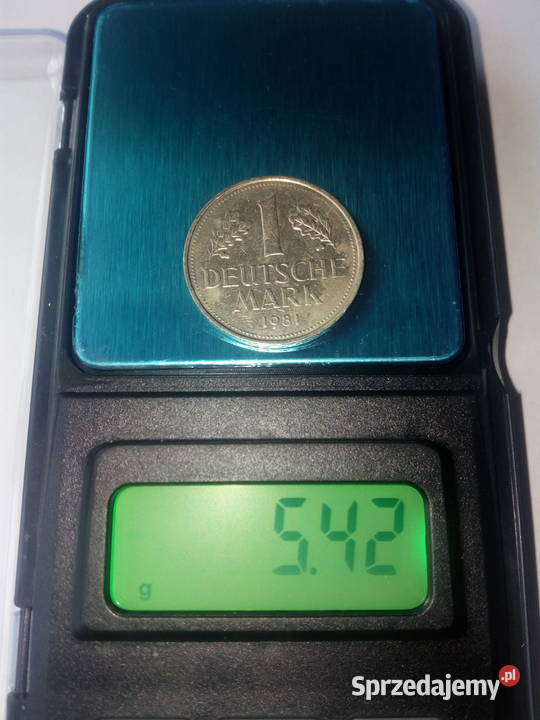 1
DEUTSCHE
MARK
1981
5.42
g
Sprzedajemy.pl